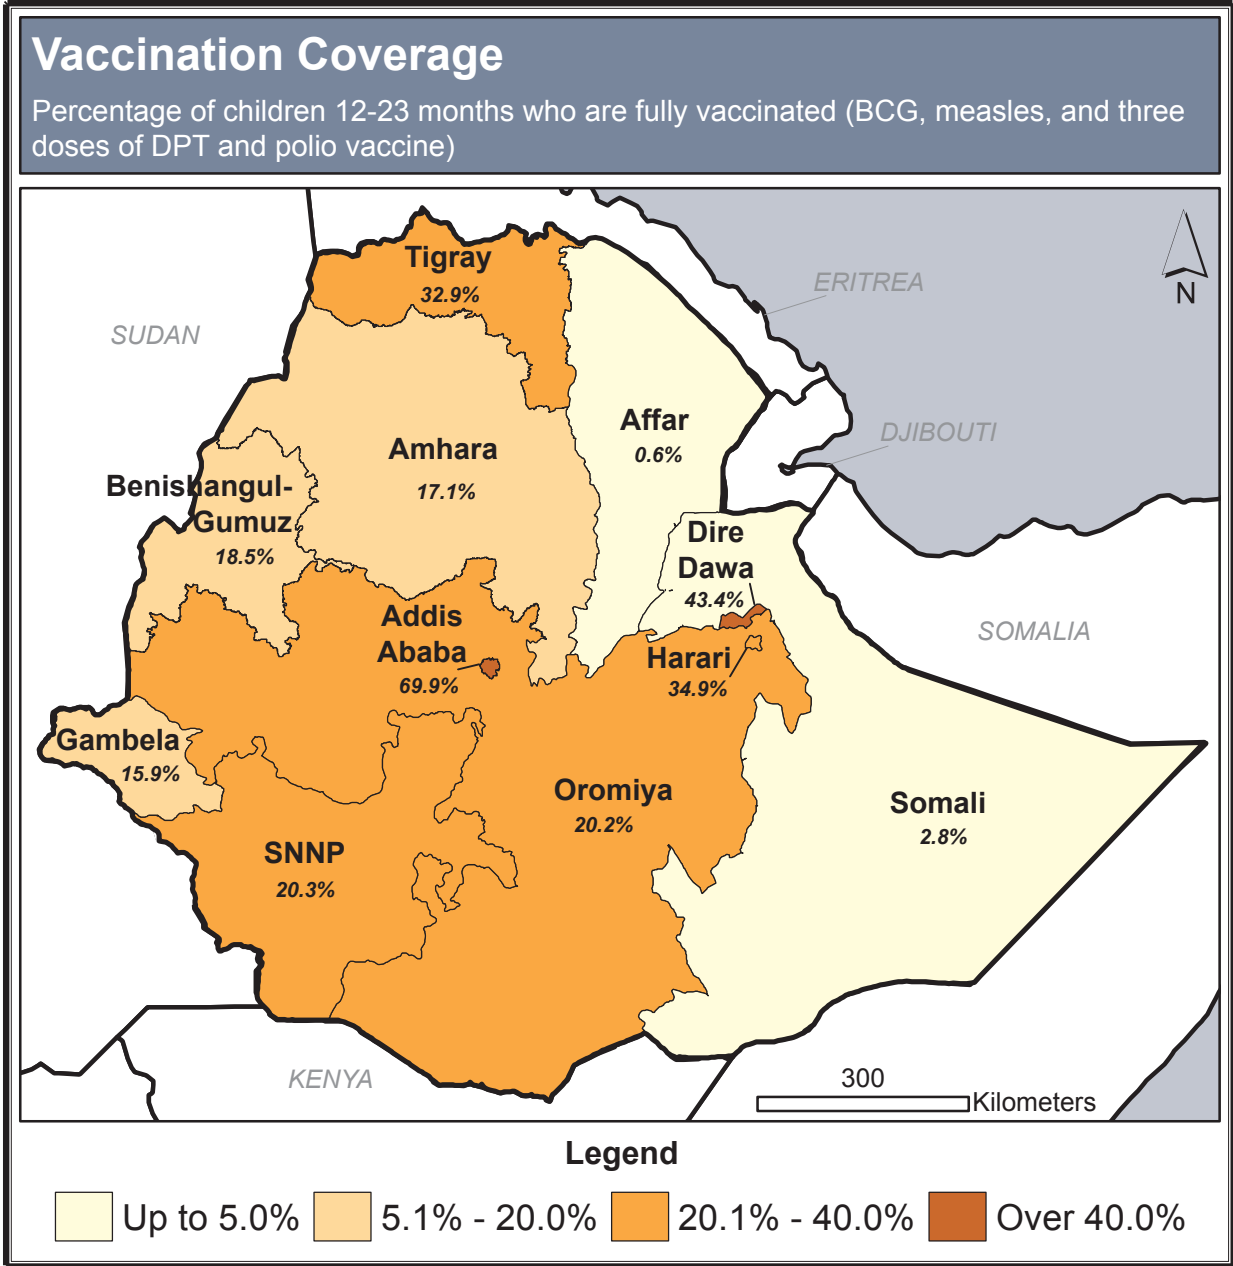 Vaccination Coverage
Percentage of children 12-23 months who are fully vaccinated (BCG, measles, and three
doses of DPT and polio vaccine)
Tigray
32.9%
ERITREA
N
SUDAN
Affar
0.6%
DJIBOUTI
Amhara
17.1%
Benishangul-
Gumuz
18.5%
Dire
Dawa
43.4%
Addis
Ababa
69.9%
SOMALIA
Harari
34.9%
Gambela
15.9%
Oromiya
20.2%
Somali
2.8%
SNNP
20.3%
KENYA
300
Kilometers
Legend
Up to 5.0%
5.1% - 20.0%
20.1% - 40.0%
Over 40.0%